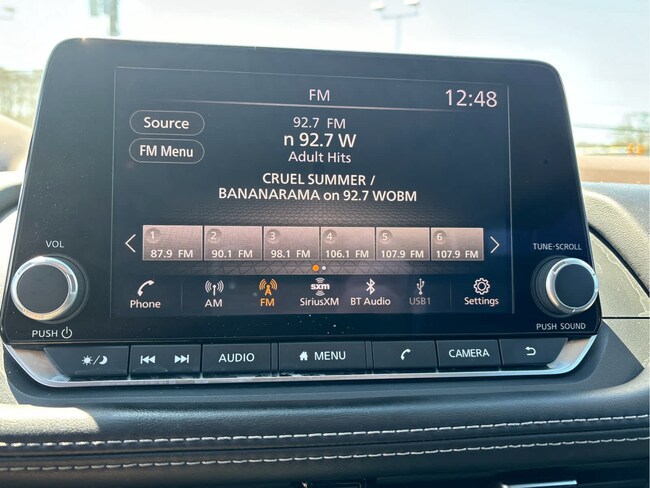 FM
12:48
Source
92.7 FM
n 92.7 W
FM Menu
Adult Hits
CRUEL SUMMER /
BANANARAMA on 92.7 WOBM
VOL
TUNE·SCROLL
1 2 3 4 5 6
87.9 FM 90.1 FM 98.1 FM 106.1 FM 107.9 FM 107.9 FM
sxm
Phone AM FM SiriusXM BT Audio USB1 Settings
PUSH
PUSH SOUND
AUDIO MENU CAMERA